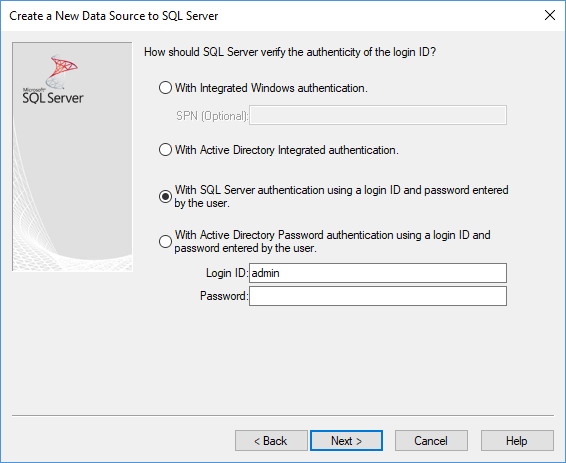 Create a New Data Source to SQL Server
Microsoft
SQL Server
How should SQL Server verify the authenticity of the login ID?
With Integrated Windows authentication.
SPN (Optional):
With Active Directory Integrated authentication.
With SQL Server authentication using a login ID and password entered
by the user.
With Active Directory Password authentication using a login ID and
password entered by the user.
Login ID: admin
Password:
< Back Next > Cancel Help